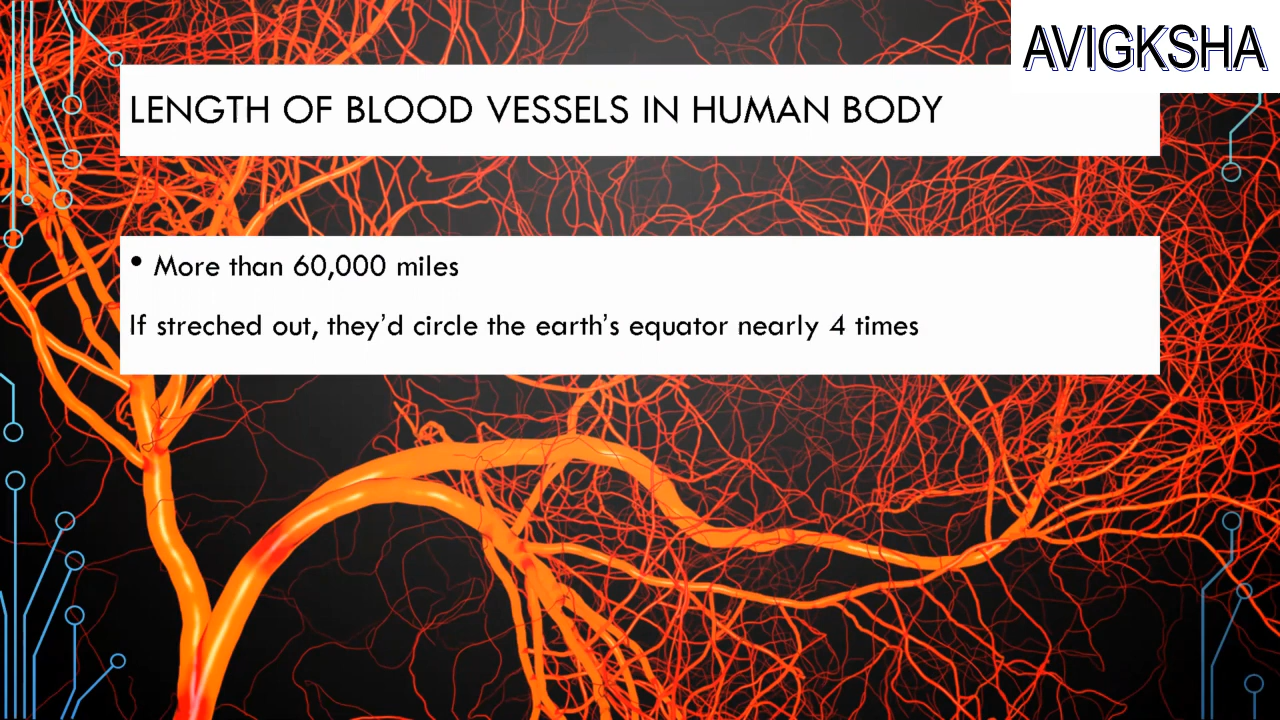 AVIGKSHA
LENGTH OF BLOOD VESSELS IN HUMAN BODY
• More than 60,000 miles
If streched out, they’d circle the earth’s equator nearly 4 times